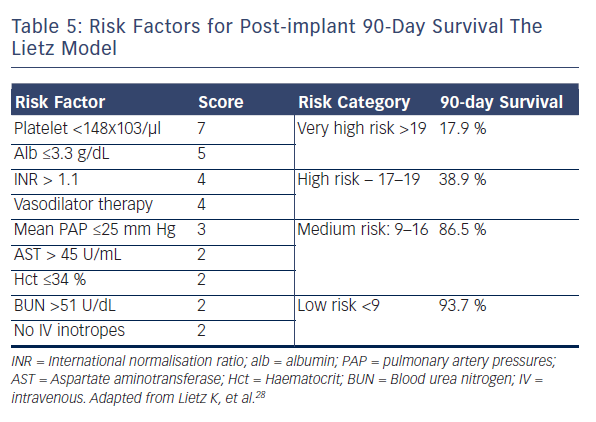 Table 5: Risk Factors for Post-implant 90-Day Survival The
Lietz Model
Risk Factor Score Risk Category 90-day Survival
Platelet <148x103/µl 7 Very high risk >19 17.9 %
Alb ≤3.3 g/dL 5
INR > 1.1 4 High risk – 17–19 38.9 %
Vasodilator therapy 4
Mean PAP ≤25 mm Hg 3 Medium risk: 9–16 86.5 %
AST > 45 U/mL 2
Hct ≤34 % 2
BUN >51 U/dL 2 Low risk <9 93.7 %
No IV inotropes 2
INR = International normalisation ratio; alb = albumin; PAP = pulmonary artery pressures;
AST = Aspartate aminotransferase; Hct = Haematocrit; BUN = Blood urea nitrogen; IV =
intravenous. Adapted from Lietz K, et al.28